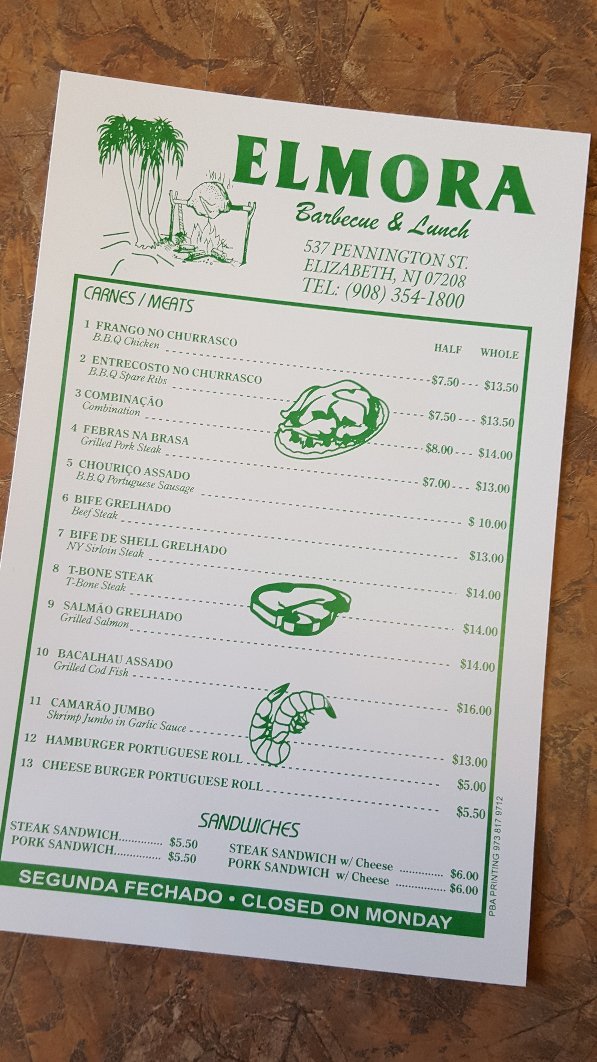 ELMORA
Barbecue & Lunch
537 PENNINGTON ST.
ELIZABETH, NJ 07208
TEL: (908) 354-1800
CARNES / MEATS
HALF WHOLE
1 FRANGO NO CHURRASCO
B.B.Q Chicken $7.50 --- $13.50
2 ENTRECOSTO NO CHURRASCO
B.B.Q Spare Ribs $7.50 --- $13.50
3 COMBINAÇÃO
Combination $8.00 --- $14.00
4 FEBRAS NA BRASA
Grilled Pork Steak $7.00 --- $13.00
5 CHOURIÇO ASSADO
B.B.Q Portuguese Sausage $ 10.00
6 BIFE GRELHADO
Beef Steak $13.00
7 BIFE DE SHELL GRELHADO
NY Sirloin Steak $14.00
8 T-BONE STEAK
T-Bone Steak $14.00
9 SALMÃO GRELHADO
Grilled Salmon $14.00
10 BACALHAU ASSADO
Grilled Cod Fish $16.00
11 CAMARÃO JUMBO
Shrimp Jumbo in Garlic Sauce $13.00
12 HAMBURGER PORTUGUESE ROLL $5.00
13 CHEESE BURGER PORTUGUESE ROLL $5.50
SANDWICHES
STEAK SANDWICH.............. $5.50
PORK SANDWICH............... $5.50
STEAK SANDWICH w/ Cheese .............. $6.00
PORK SANDWICH w/ Cheese ................ $6.00
SEGUNDA FECHADO • CLOSED ON MONDAY
PBA PRINTING 973 817 9712